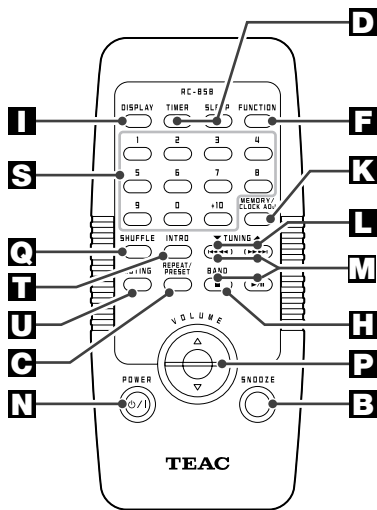 D
RC-858
DISPLAY TIMER SLEEP FUNCTION
I F
1 2 3 4
S
5 6 7 8
K
9 0 +10 MEMORY/
CLOCK ADJ
L
SHUFFLE INTRO TUNING
Q M
T
REPEAT/
PRESET BAND
U H
C
VOLUME
P
POWER SNOOZE
N B
TEAC